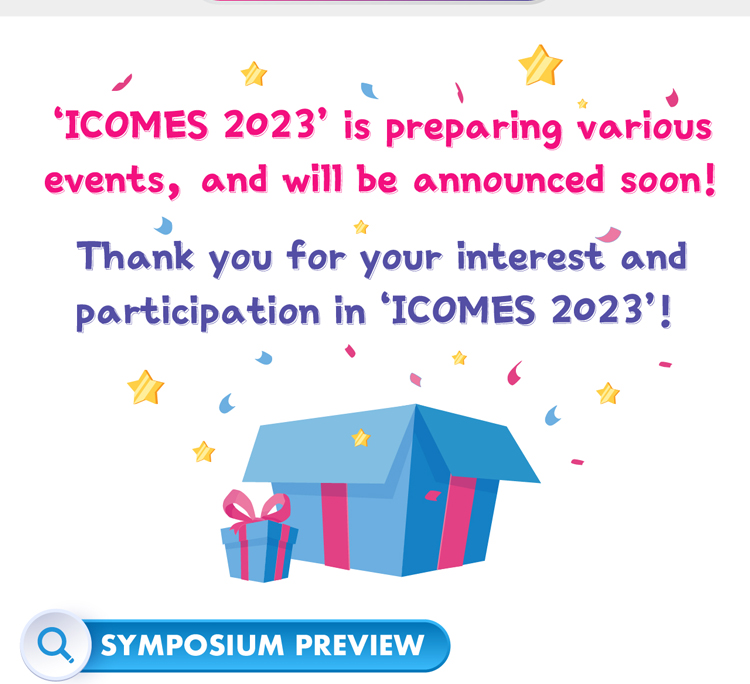 ‘ICOMES 2023’ is preparing various
events, and will be announced soon!
Thank you for your interest and
participation in ‘ICOMES 2023’!
SYMPOSIUM PREVIEW